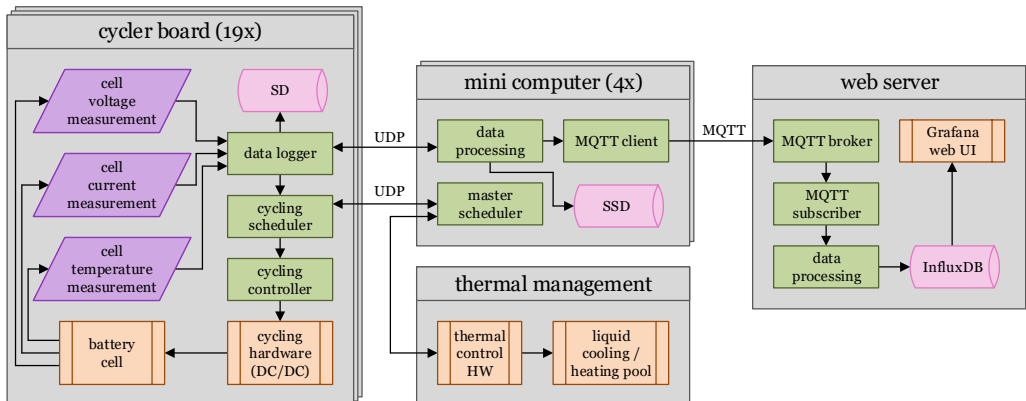 cycler board (19x)
cell
voltage
measurement
SD
data logger
cell
current
measurement
cycling
scheduler
cell
temperature
measurement
cycling
controller
battery
cell
cycling
hardware
(DC/DC)
UDP
UDP
mini computer (4x)
data
processing
MQTT client
master
scheduler
SSD
thermal management
thermal
control
HW
liquid
cooling /
heating pool
MQTT
web server
MQTT broker
Grafana
web UI
MQTT
subscriber
data
processing
InfluxDB